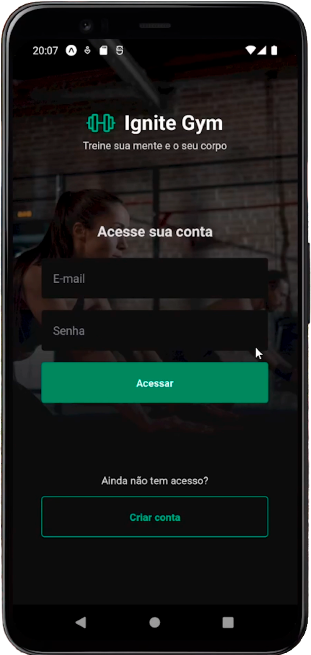 20:07
Ignite Gym
Treine sua mente e o seu corpo
Acesse sua conta
E-mail
Senha
Acessar
Ainda não tem acesso?
Criar conta